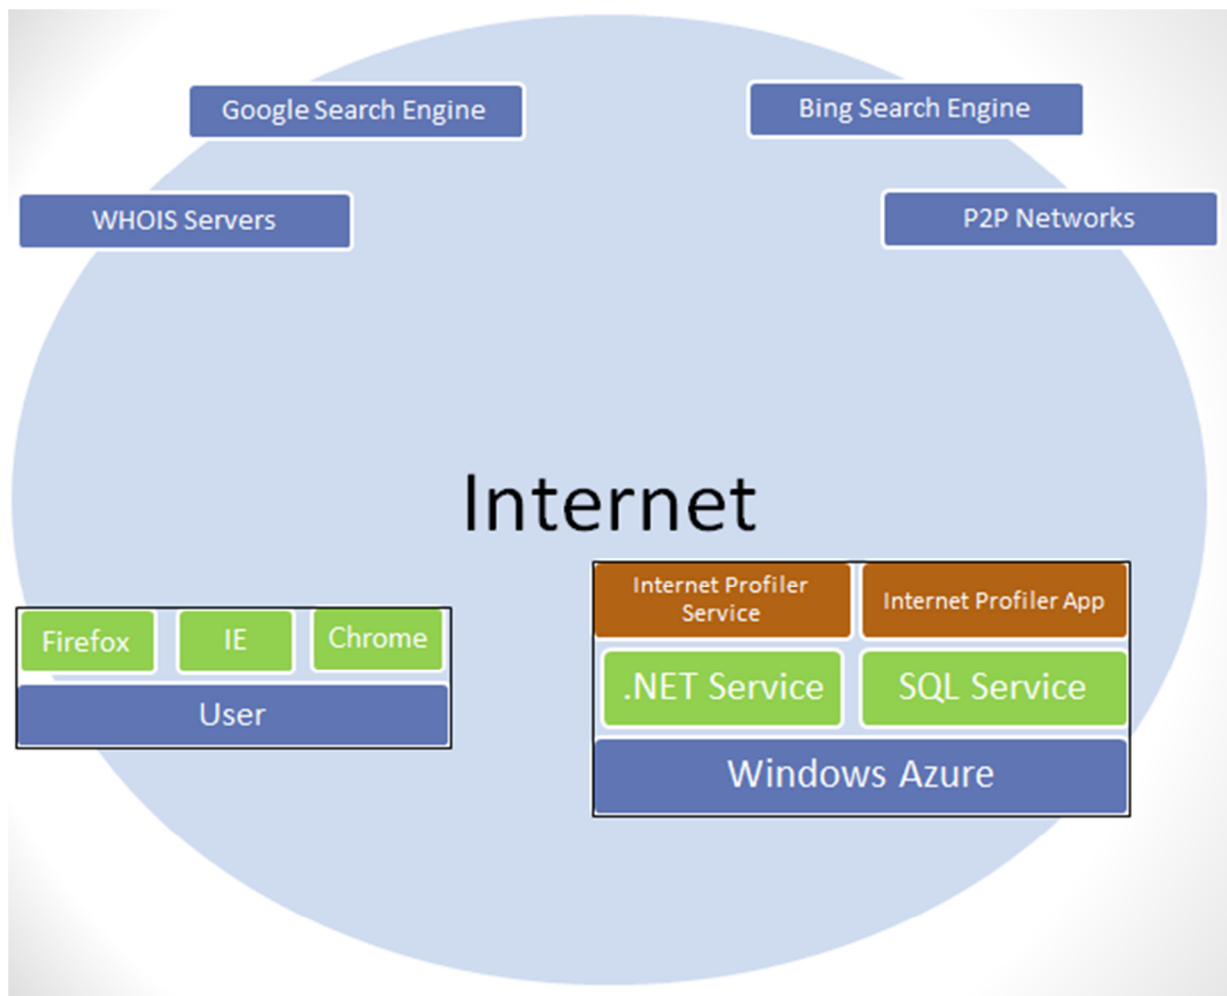 Google Search Engine
Bing Search Engine
WHOIS Servers
P2P Networks
Internet
Firefox
IE
Chrome
User
Internet Profiler
Service
Internet Profiler App
.NET Service
SQL Service
Windows Azure